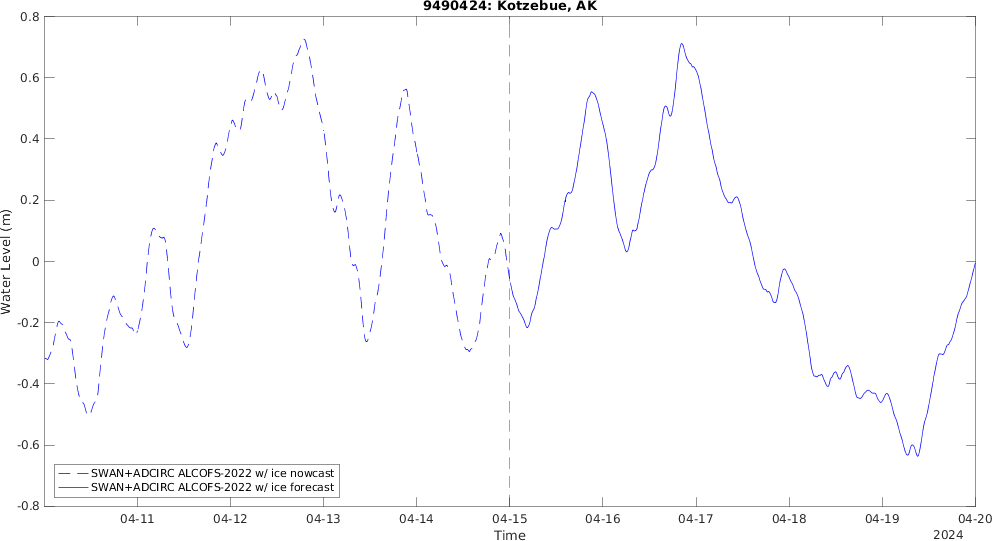 9490424: Kotzebue, AK
0.8
0.6
0.4
0.2
0
-0.2
-0.4
-0.6
-0.8
Water Level (m)
SWAN+ADCIRC ALCOFS-2022 w/ ice nowcast
SWAN+ADCIRC ALCOFS-2022 w/ ice forecast
04-11 04-12 04-13 04-14 04-15 04-16 04-17 04-18 04-19 04-20
Time
2024